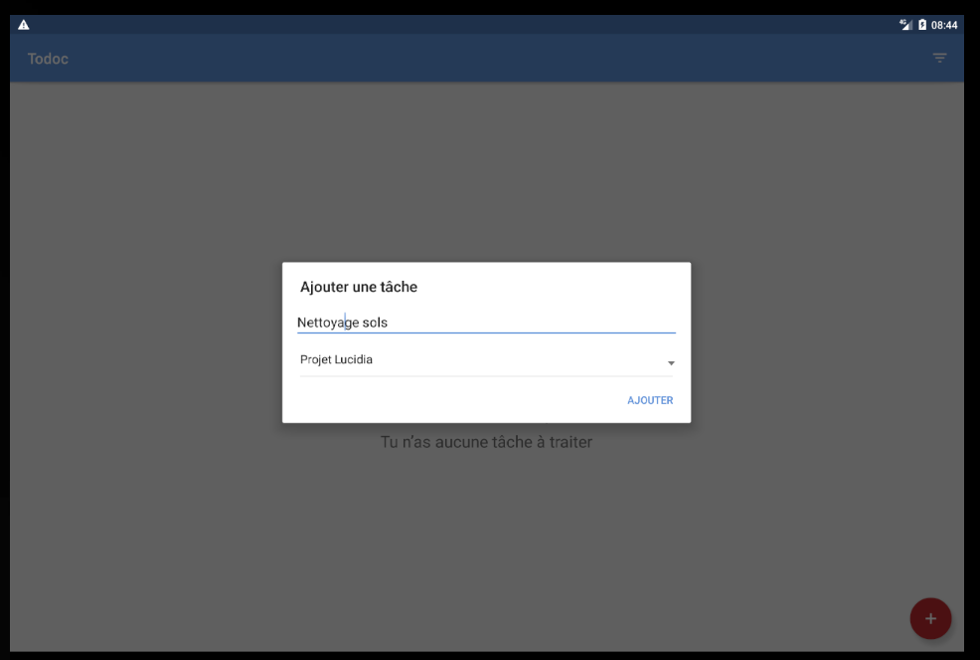 08:44
Todoc
Ajouter une tâche
Nettoyage sols
Projet Lucidia
AJOUTER
Tu n'as aucune tâche à traiter